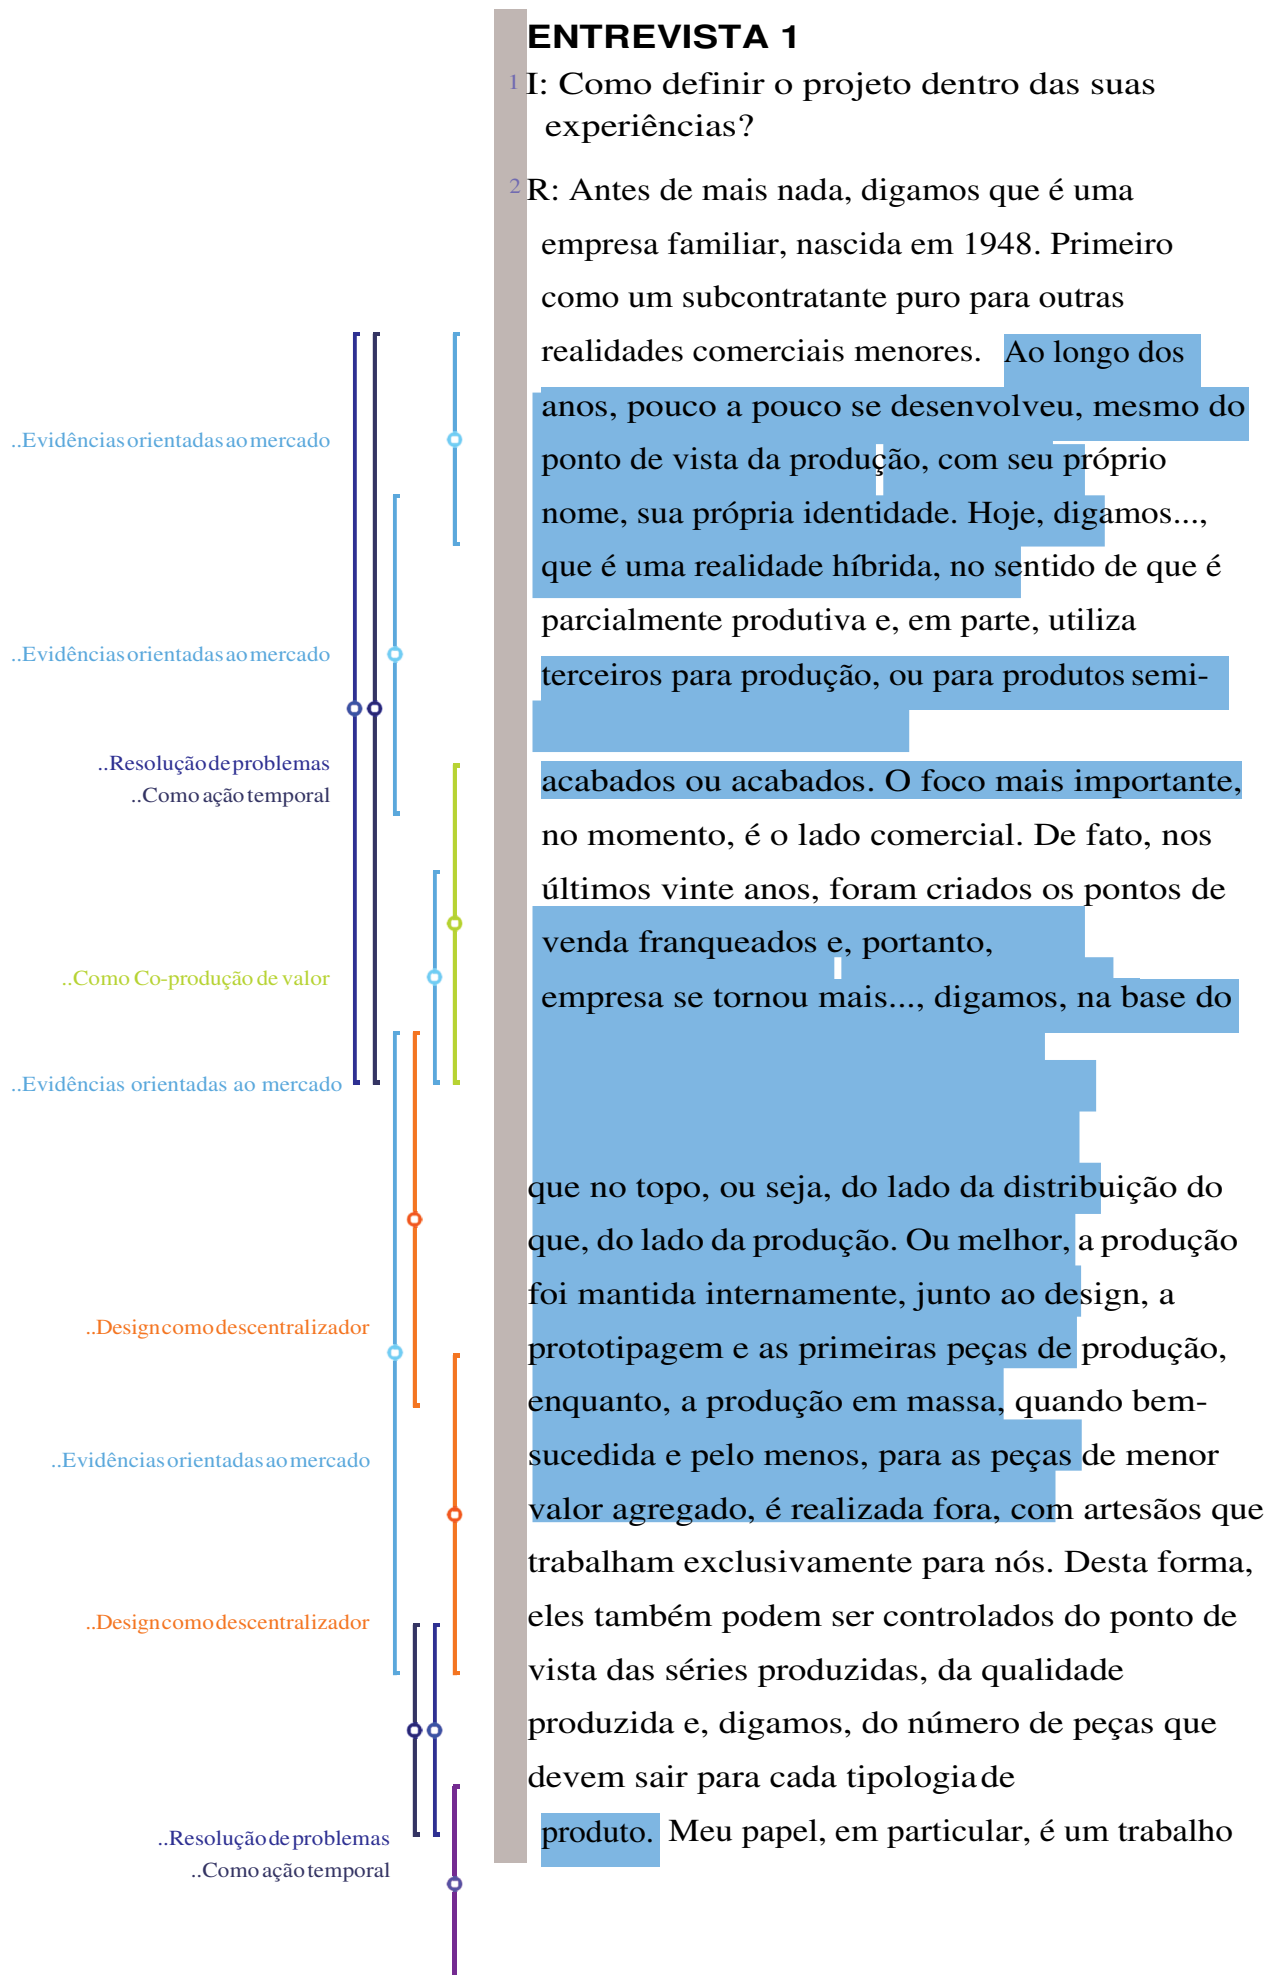 ENTREVISTA 1
1 I: Como definir o projeto dentro das suas
experiências?
2 R: Antes de mais nada, digamos que é uma
empresa familiar, nascida em 1948. Primeiro
como um subcontratante puro para outras
realidades comerciais menores. Ao longo dos
anos, pouco a pouco se desenvolveu, mesmo do
ponto de vista da produção, com seu próprio
nome, sua própria identidade. Hoje, digamos...,
que é uma realidade híbrida, no sentido de que é
parcialmente produtiva e, em parte, utiliza
terceiros para produção, ou para produtos semi-
acabados ou acabados. O foco mais importante,
no momento, é o lado comercial. De fato, nos
últimos vinte anos, foram criados os pontos de
venda franqueados e, portanto,
empresa se tornou mais..., digamos, na base do
que no topo, ou seja, do lado da distribuição do
que, do lado da produção. Ou melhor, a produção
foi mantida internamente, junto ao design, a
prototipagem e as primeiras peças de produção,
enquanto, a produção em massa, quando bem-
sucedida e pelo menos, para as peças de menor
valor agregado, é realizada fora, com artesãos que
trabalham exclusivamente para nós. Desta forma,
eles também podem ser controlados do ponto de
vista das séries produzidas, da qualidade
produzida e, digamos, do número de peças que
devem sair para cada tipologia de
produto. Meu papel, em particular, é um trabalho
..Evidências orientadas ao mercado
..Evidências orientadas ao mercado
..Resolução de problemas
..Como ação temporal
..Como Co-produção de valor
..Evidências orientadas ao mercado
..Design como descentralizador
..Evidências orientadas ao mercado
..Design como descentralizador
..Resolução de problemas
..Como ação temporal